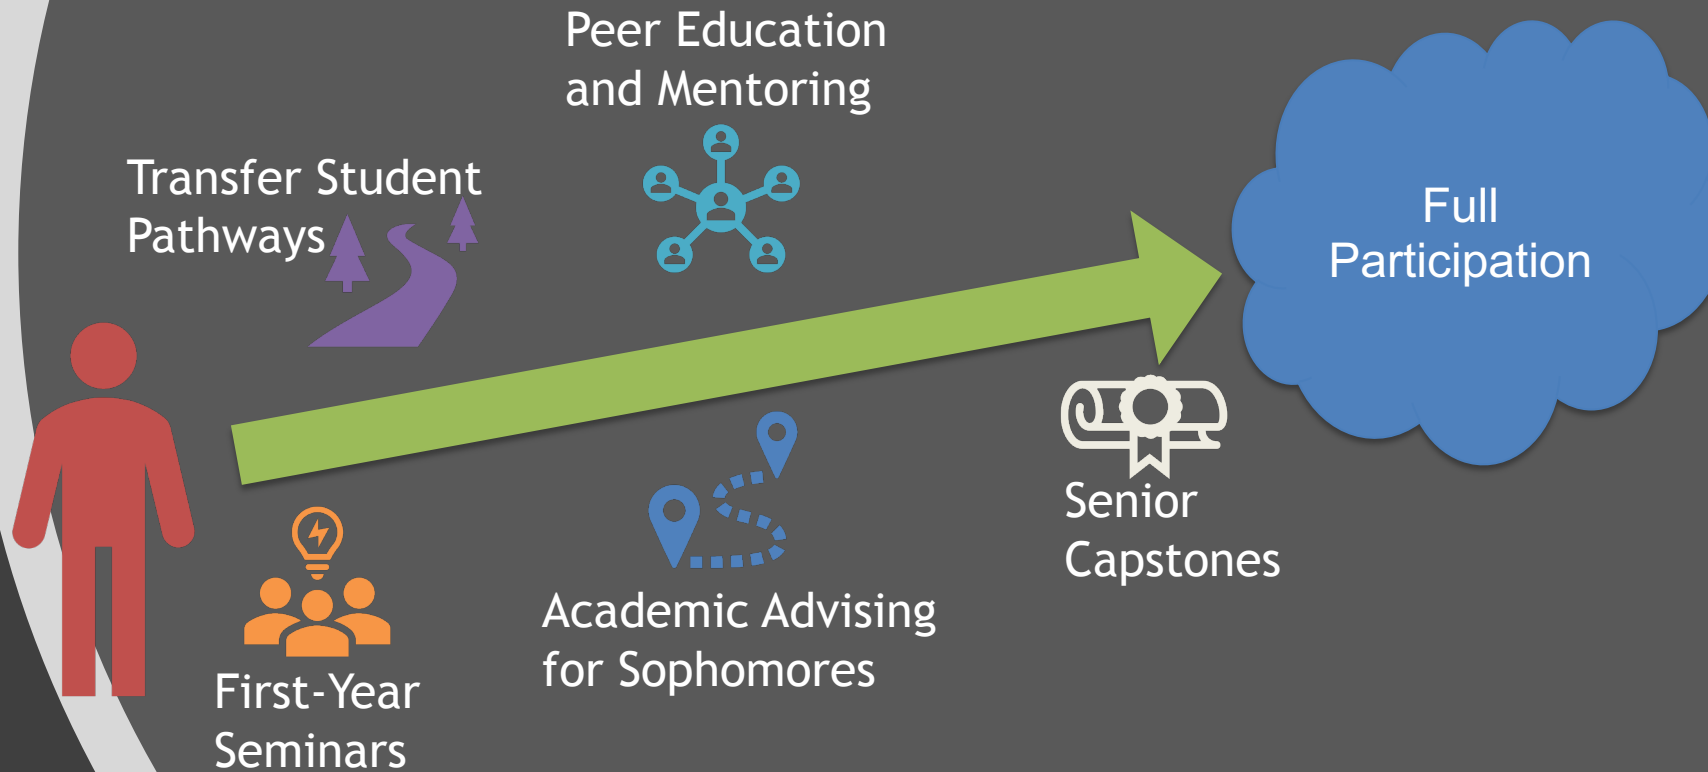 Peer Education
and Mentoring
Transfer Student
Pathways
Full
Participation
Senior
Capstones
Academic Advising
for Sophomores
First-Year
Seminars